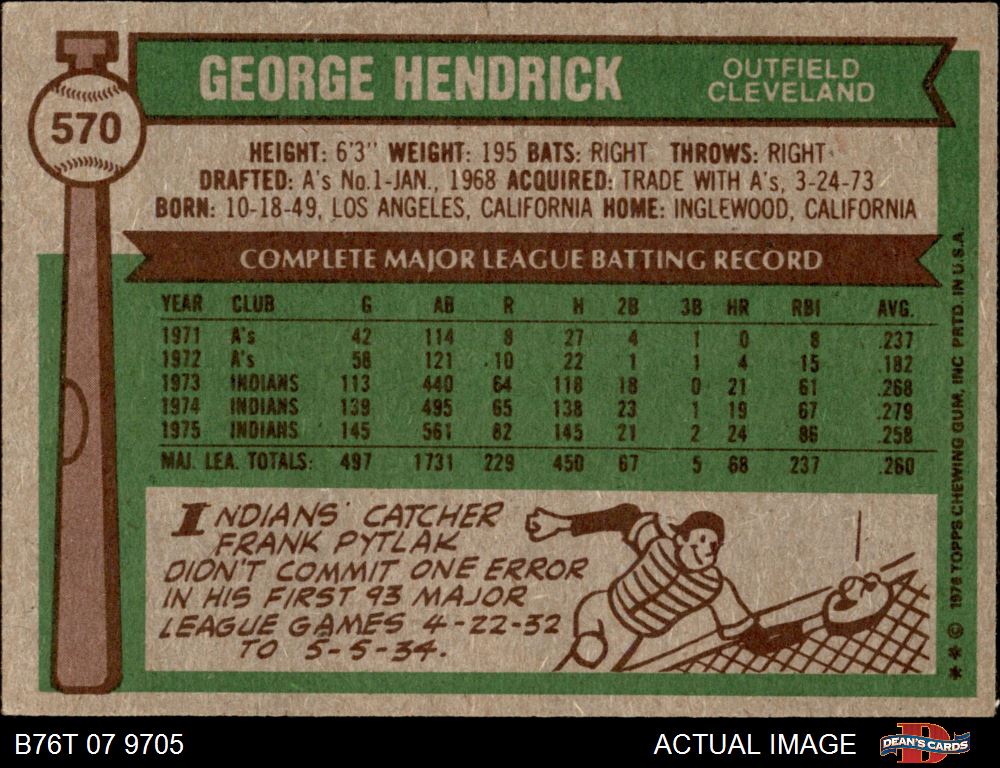 570
GEORGE HENDRICK
OUTFIELD
CLEVELAND
HEIGHT: 6'3" WEIGHT: 195 BATS: RIGHT THROWS: RIGHT
DRAFTED: A's No.1-JAN., 1968 ACQUIRED: TRADE WITH A's, 3-24-73
BORN: 10-18-49, LOS ANGELES, CALIFORNIA HOME: INGLEWOOD, CALIFORNIA
COMPLETE MAJOR LEAGUE BATTING RECORD
YEAR CLUB G AB R H 2B 3B HR RBI AVG.
1971 A's 42 114 8 27 4 1 0 8 .237
1972 A's 58 121 10 22 1 1 4 15 .182
1973 INDIANS 113 440 64 118 18 0 21 61 .268
1974 INDIANS 139 495 65 138 23 1 19 67 .279
1975 INDIANS 145 561 82 145 21 2 24 86 .258
MAJ. LEA. TOTALS: 497 1731 229 450 67 5 68 237 .260
INDIANS' CATCHER
FRANK PYTLAK
DIDN'T COMMIT ONE ERROR
IN HIS FIRST 93 MAJOR
LEAGUE GAMES 4-22-32
TO 5-5-34.
** © 1976 TOPPS CHEWING GUM, INC PRTD. IN U.S.A.
B76T 07 9705
ACTUAL IMAGE
DEAN'S CARDS